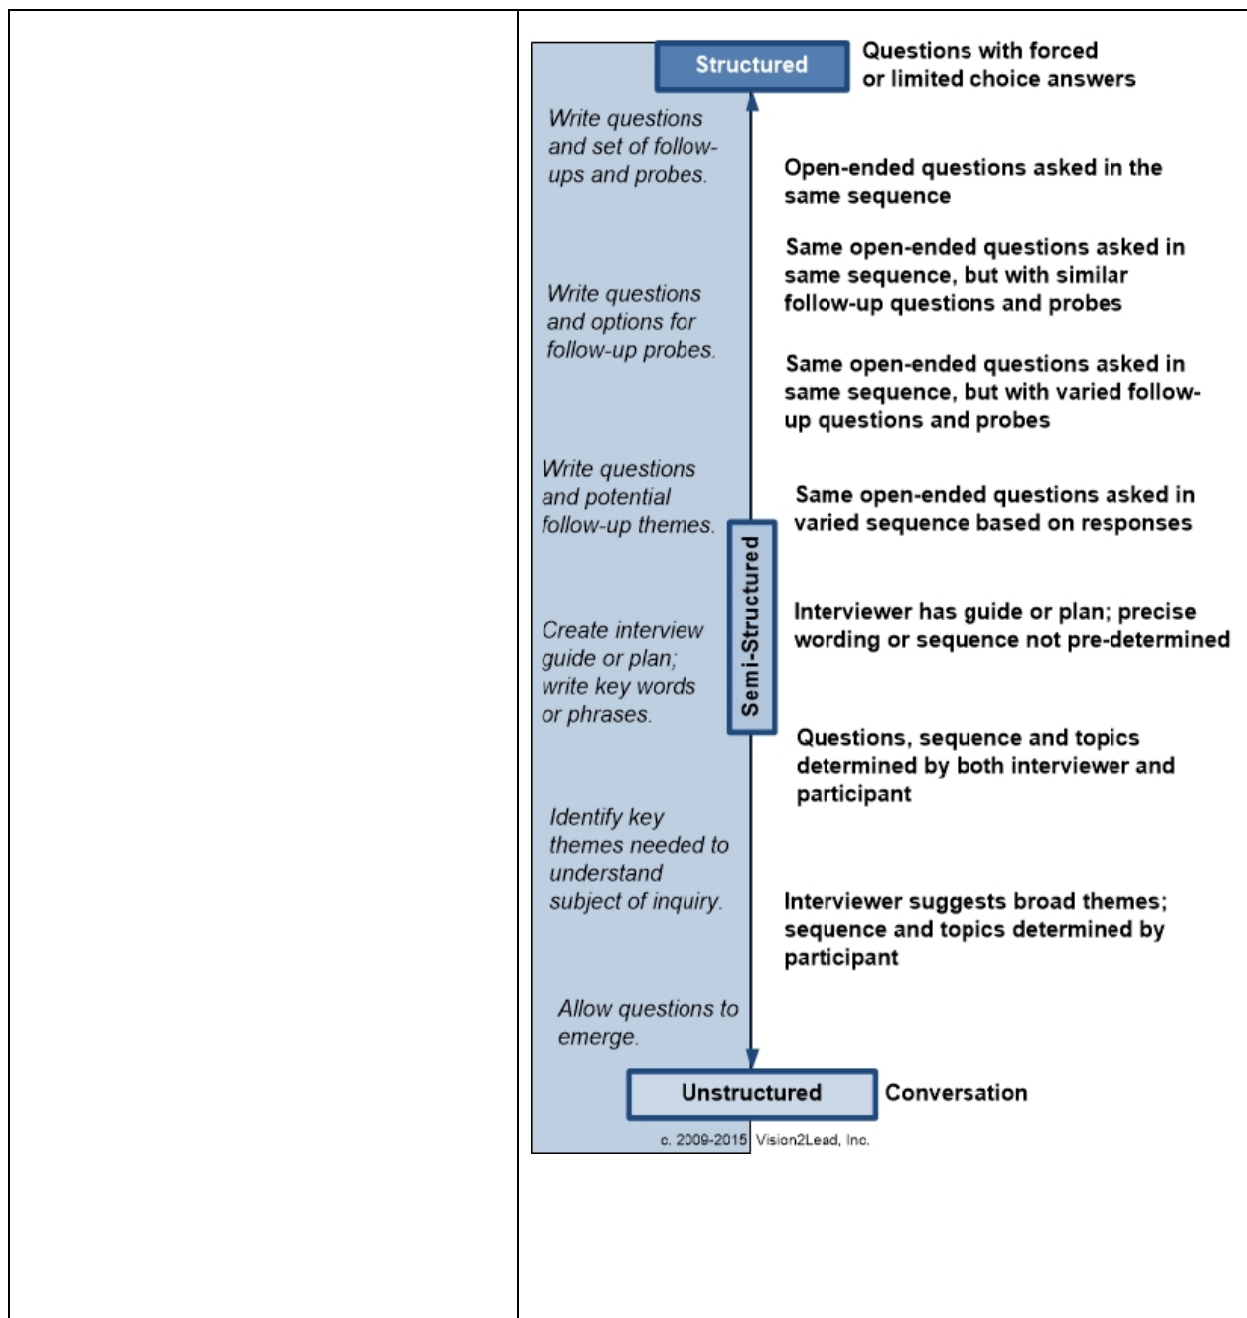 Structured
Questions with forced
or limited choice answers
Write questions
and set of follow-
ups and probes.
Open-ended questions asked in the
same sequence
Same open-ended questions asked in
same sequence, but with similar
follow-up questions and probes
Write questions
and options for
follow-up probes.
Same open-ended questions asked in
same sequence, but with varied follow-
up questions and probes
Write questions
and potential
follow-up themes.
Same open-ended questions asked in
varied sequence based on responses
Semi-Structured
Interviewer has guide or plan; precise
wording or sequence not pre-determined
Create interview
guide or plan;
write key words
or phrases.
Questions, sequence and topics
determined by both interviewer and
participant
Identify key
themes needed to
understand
subject of inquiry.
Interviewer suggests broad themes;
sequence and topics determined by
participant
Allow questions to
emerge.
Unstructured
Conversation
c. 2009-2015 Vision2Lead, Inc.